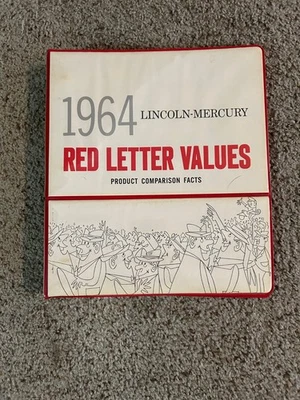 1964 LINCOLN-MERCURY
RED LETTER VALUES
PRODUCT COMPARISON FACTS